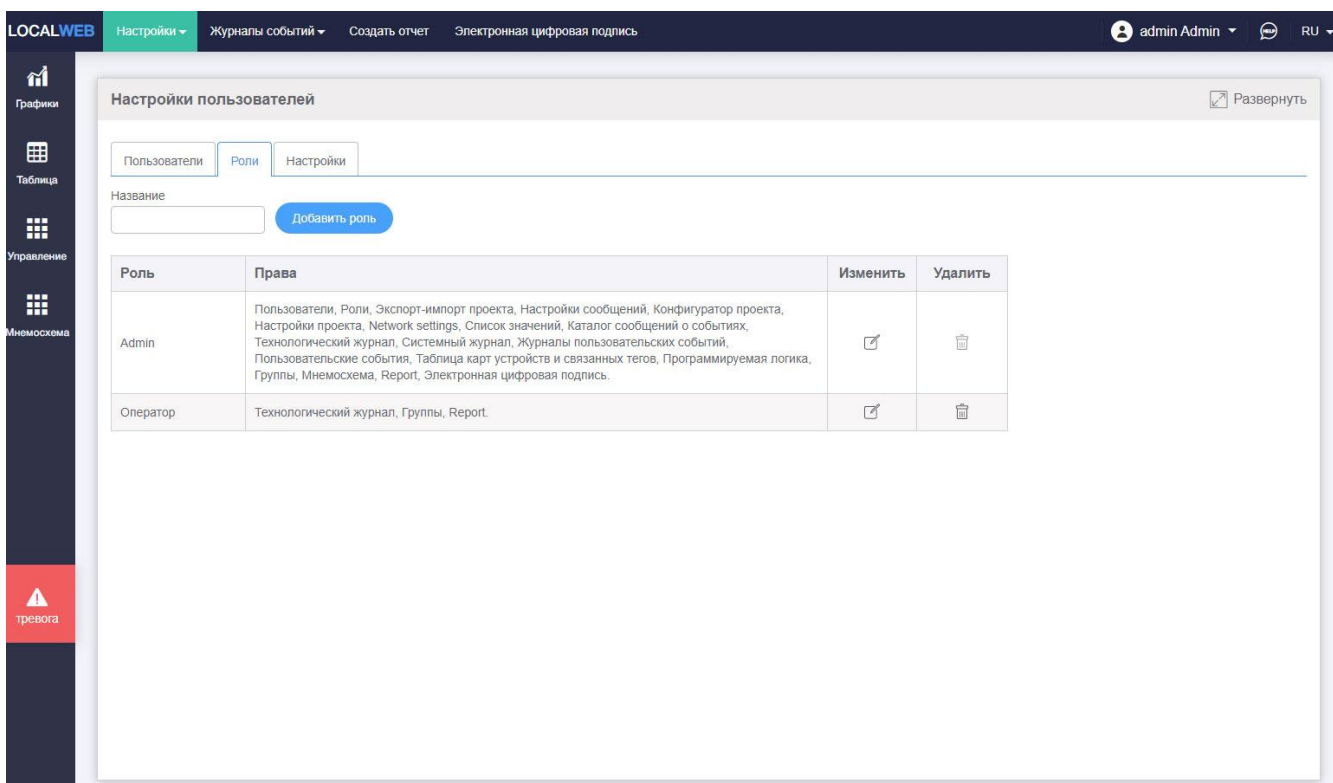 LOCALWEB Настройки Журналы событий Создать отчет Электронная цифровая подпись admin Admin HELP RU
Графики
Таблица
Управление
Мнемосхема
тревога
Настройки пользователей Развернуть
Пользователи Роли Настройки
Название
Добавить роль
Роль Права Изменить Удалить
Admin
Пользователи, Роли, Экспорт-импорт проекта, Настройки сообщений, Конфигуратор проекта,
Настройки проекта, Network settings, Список значений, Каталог сообщений о событиях,
Технологический журнал, Системный журнал, Журналы пользовательских событий,
Пользовательские события, Таблица карт устройств и связанных тегов, Программируемая логика,
Группы, Мнемосхема, Report, Электронная цифровая подпись.
Оператор Технологический журнал, Группы, Report.